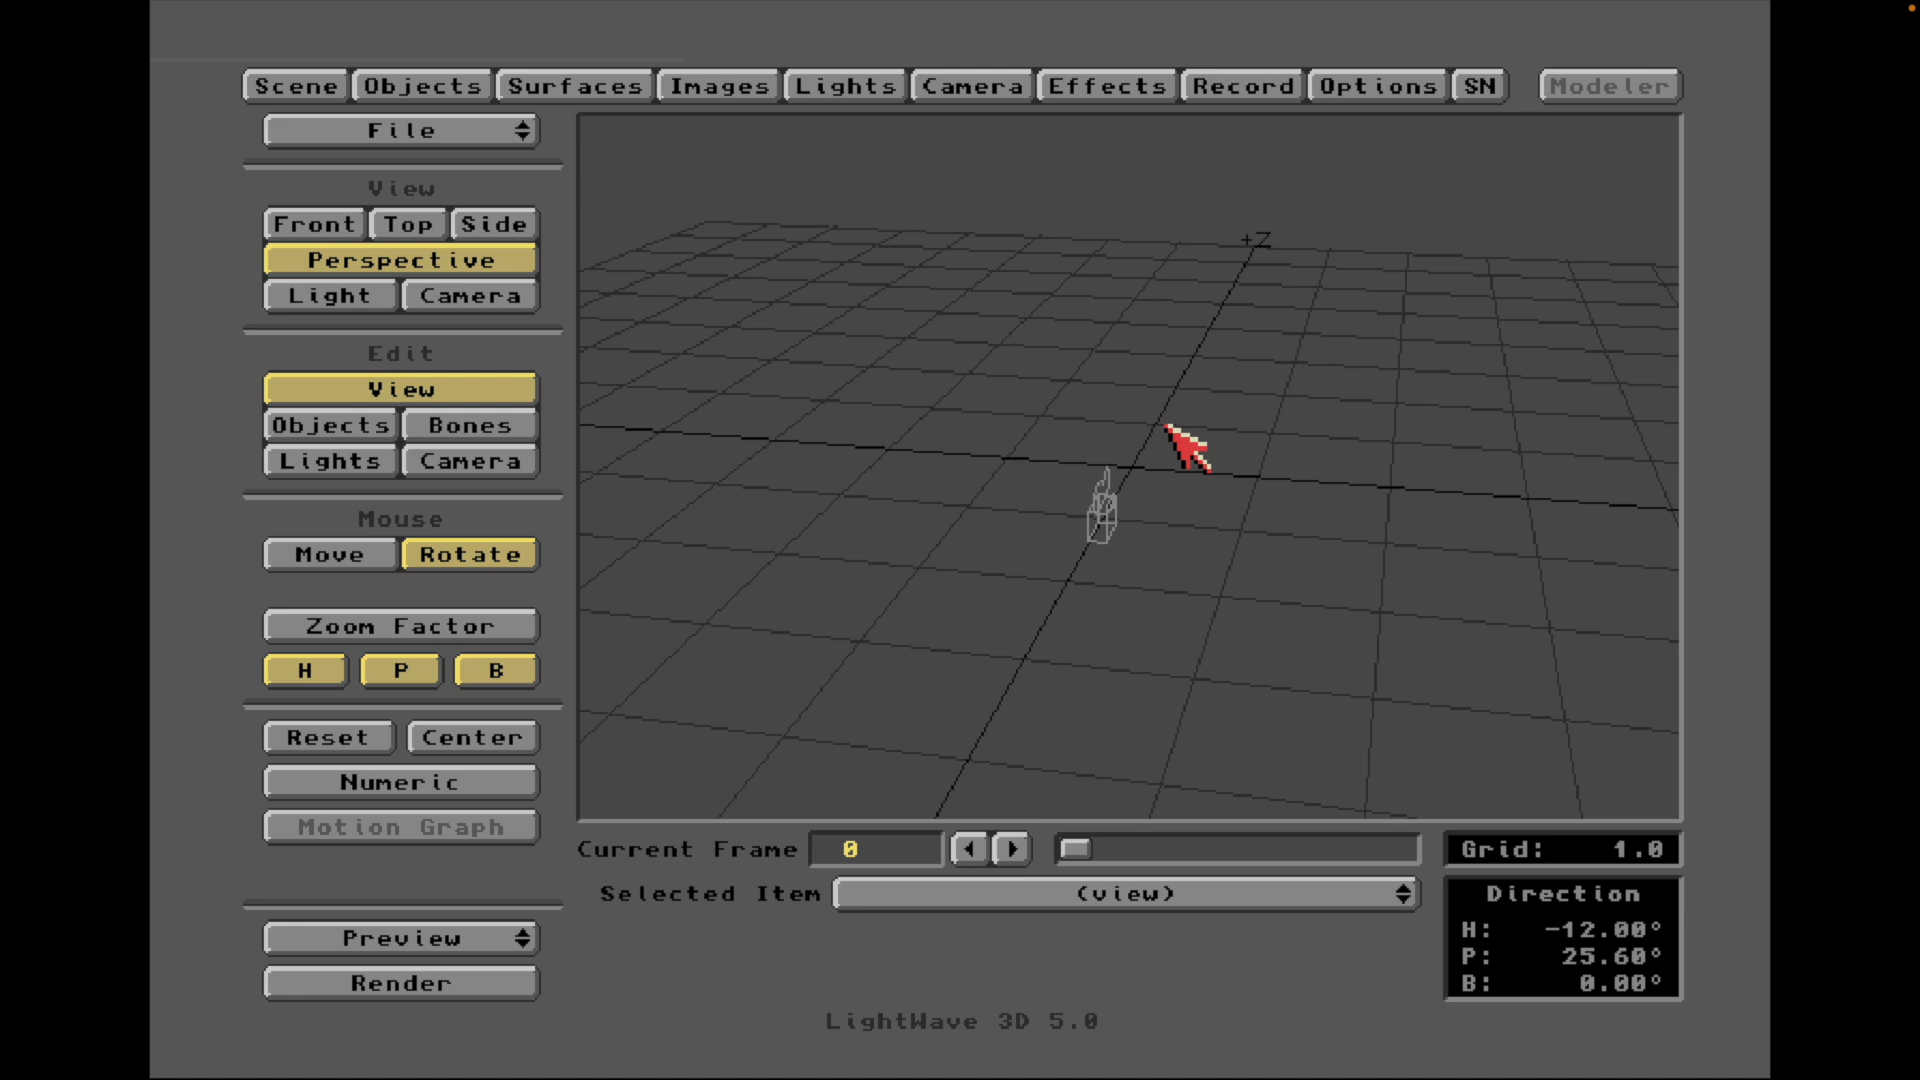 Scene Objects Surfaces Images Lights Camera Effects Record Options SN Modeler
File
View
Front Top Side
Perspective
Light Camera
Edit
View
Objects Bones
Lights Camera
Mouse
Move Rotate
Zoom Factor
H P B
Reset Center
Numeric
Motion Graph
Preview
Render
+Z
Current Frame 0
Selected Item (view)
Grid: 1.0
Direction
H: -12.00°
P: 25.60°
B: 0.00°
LightWave 3D 5.0